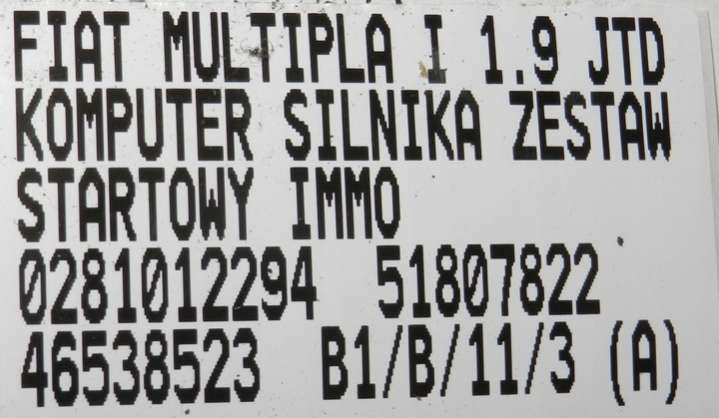 FIAT MULTIPLA I 1.9 JTD
KOMPUTER SILNIKA ZESTAW
STARTOWY IMMO
0281012294 51807822
46538523 B1/B/11/3 (A)